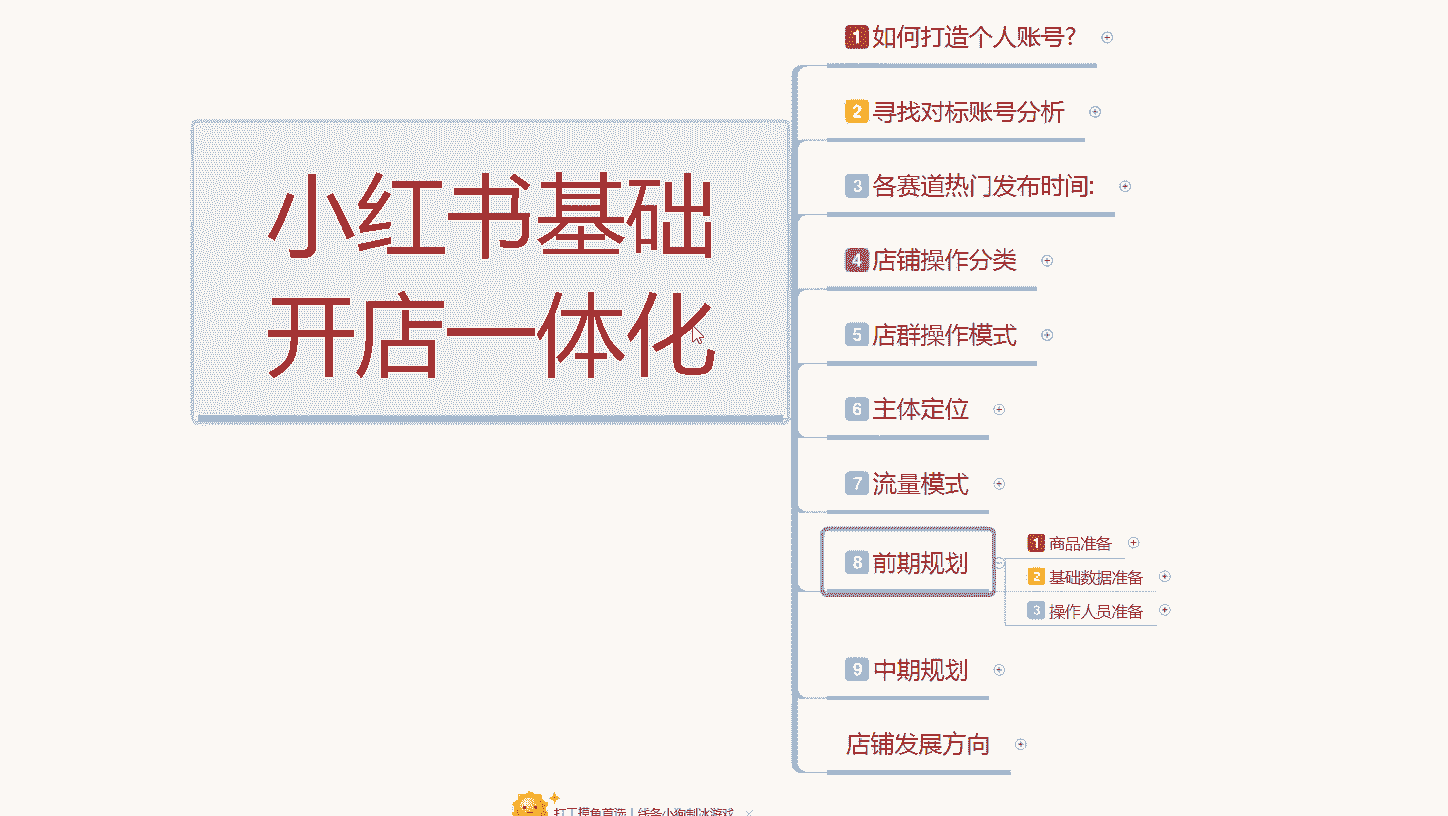 小红书基础
开店一体化
1 如何打造个人账号?
2 寻找对标账号分析
3 各赛道热门发布时间:
4 店铺操作分类
5 店群操作模式
6 主体定位
7 流量模式
8 前期规划
1 商品准备
2 基础数据准备
3 操作人员准备
9 中期规划
店铺发展方向
打工摸鱼首选 | 线条小狗制冰游戏